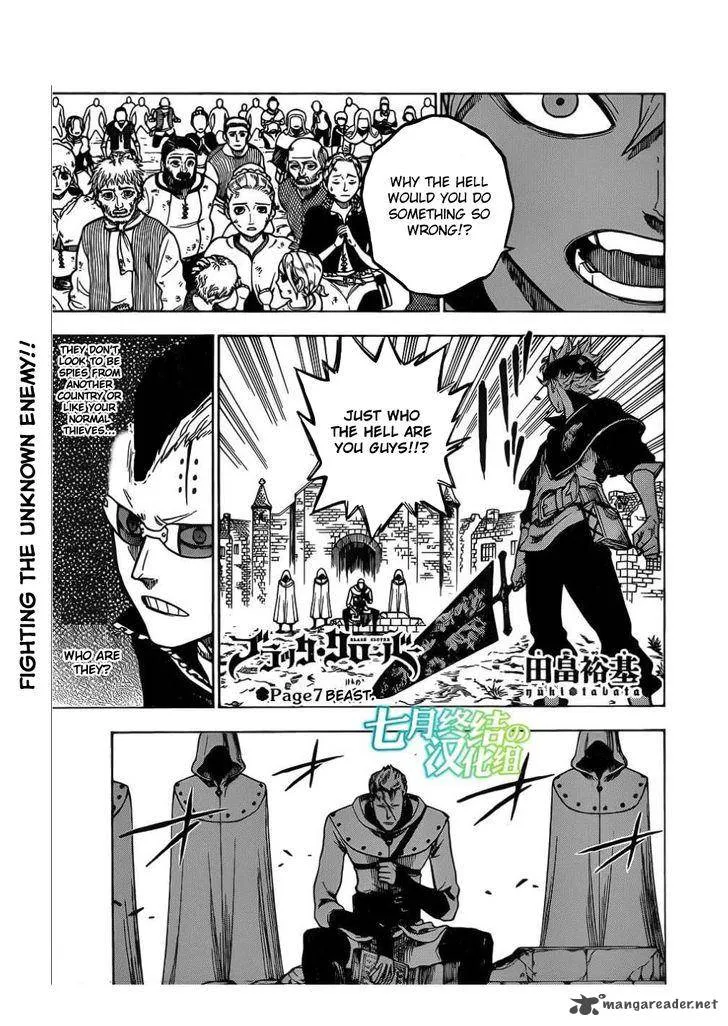 WHY THE HELL
WOULD YOU DO
SOMETHING SO
WRONG!?
FIGHTING THE UNKNOWN ENEMY!!
JUST WHO
THE HELL ARE
YOU GUYS!!?
THEY DON'T
LOOK TO BE
SPIES FROM
ANOTHER
COUNTRY OR
LIKE YOUR
NORMAL
THIEVES...
WHO ARE
THEY?
BLACK CLOVER
ブラッククローバー
●Page7 BEAST.
田畠裕基
yūki tabata
七月终结の
汉化组
mangareader.net